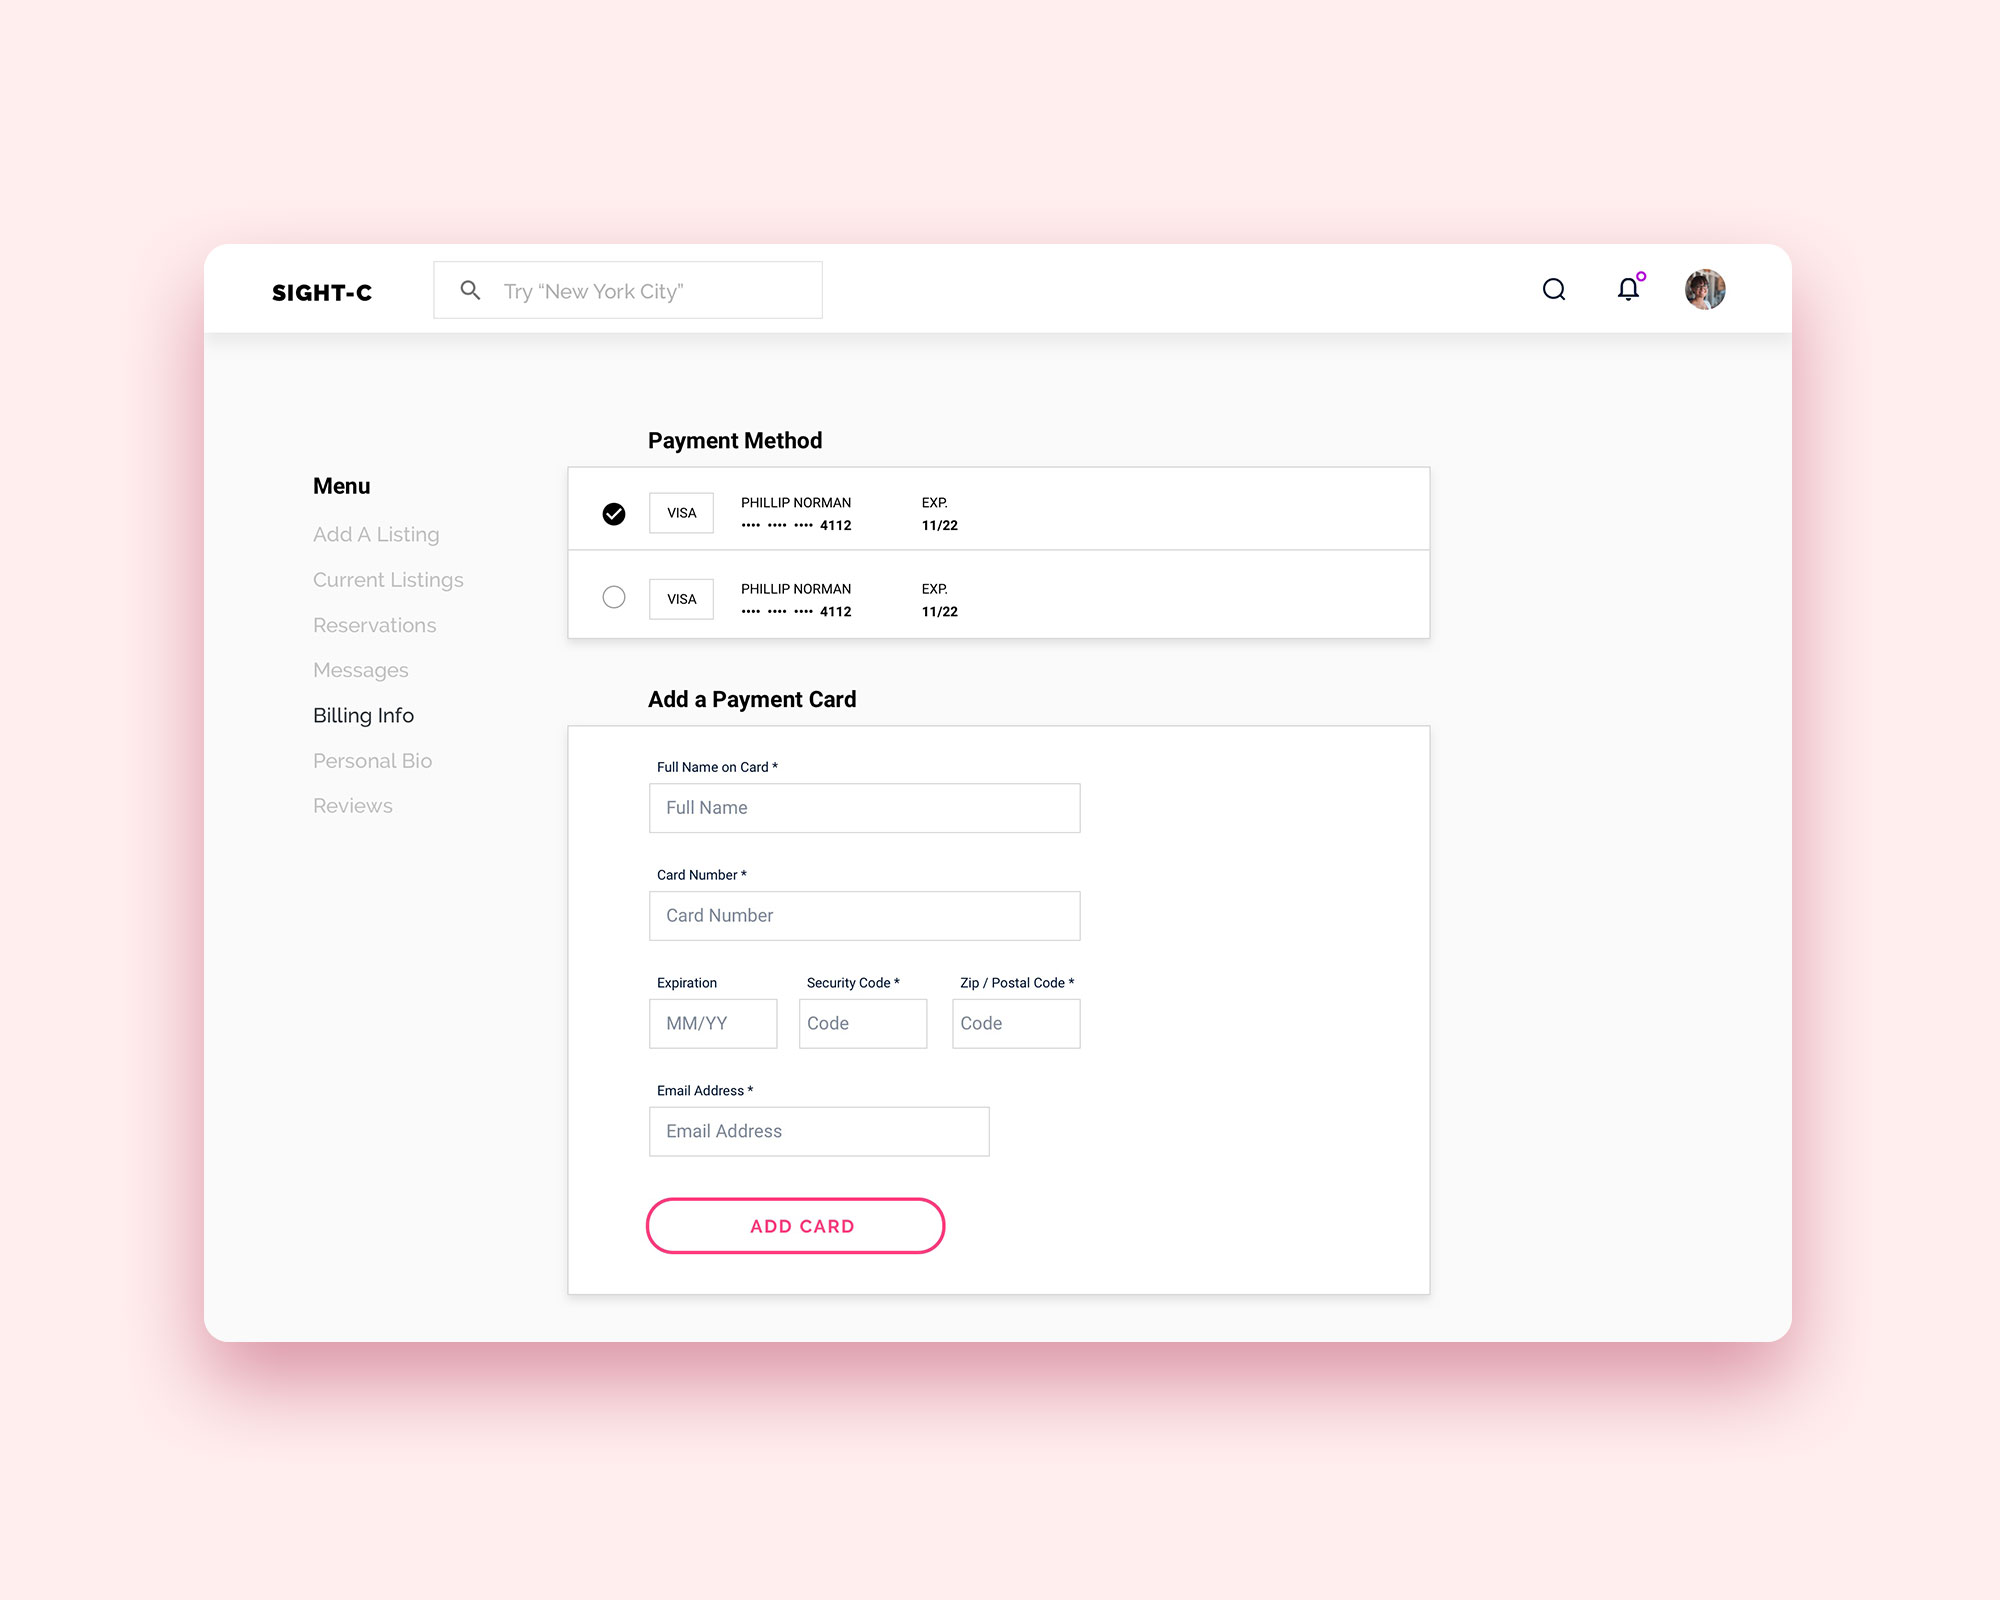 SIGHT-C
Try “New York City”
Menu
Add A Listing
Current Listings
Reservations
Messages
Billing Info
Personal Bio
Reviews
Payment Method
VISA
PHILLIP NORMAN
•••• •••• •••• 4112
EXP.
11/22
VISA
PHILLIP NORMAN
•••• •••• •••• 4112
EXP.
11/22
Add a Payment Card
Full Name on Card *
Full Name
Card Number *
Card Number
Expiration
MM/YY
Security Code *
Code
Zip / Postal Code *
Code
Email Address *
Email Address
ADD CARD